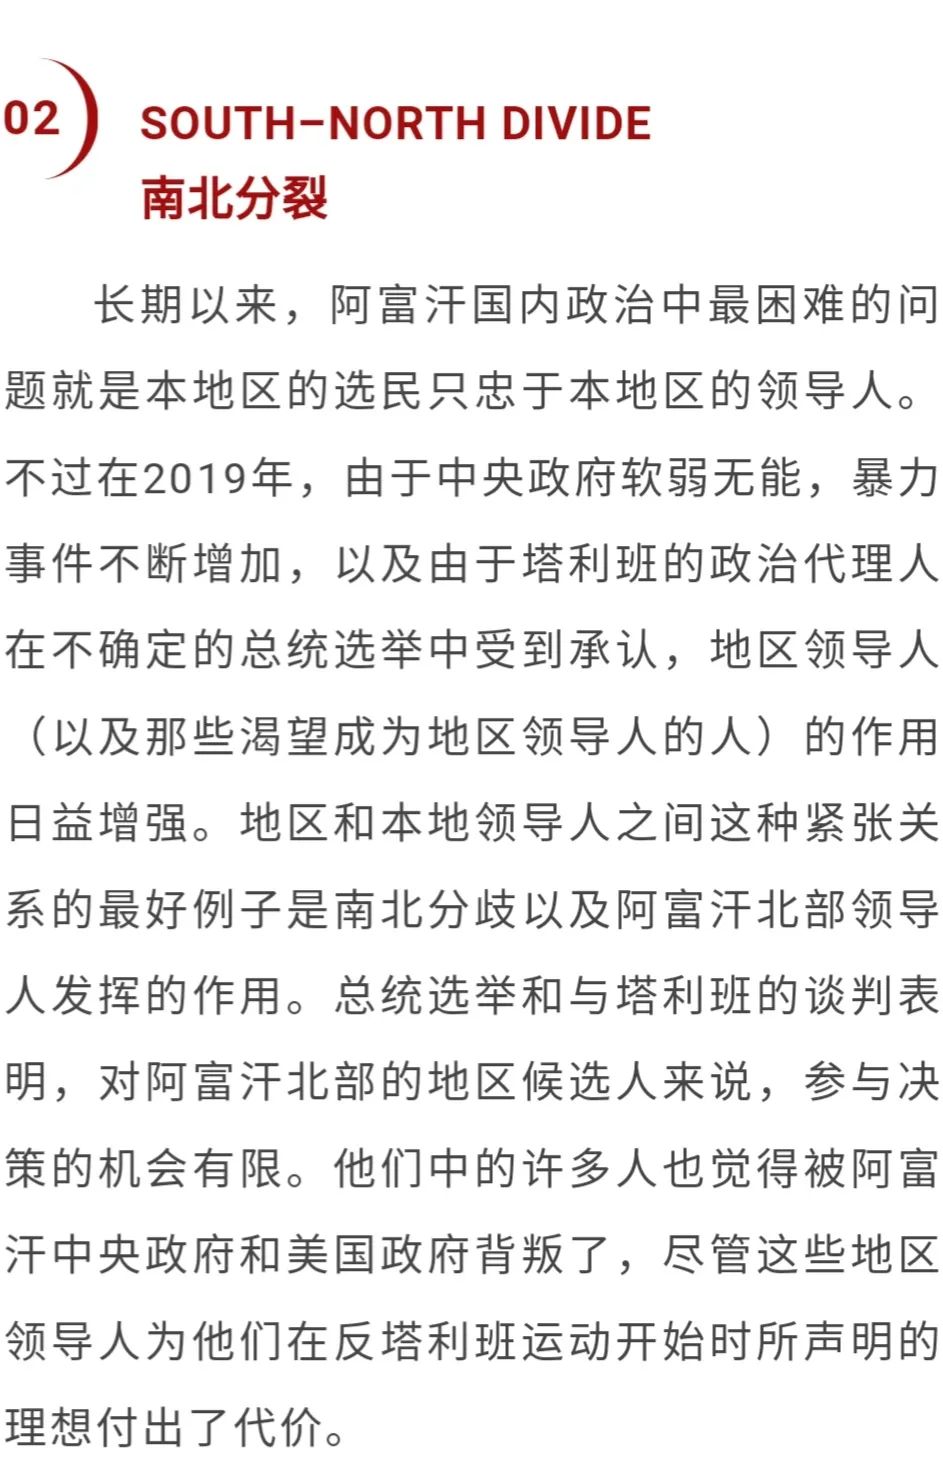 02
SOUTH–NORTH DIVIDE
南北分裂
长期以来，阿富汗国内政治中最困难的问
题就是本地区的选民只忠于本地区的领导人。
不过在2019年，由于中央政府软弱无能，暴力
事件不断增加，以及由于塔利班的政治代理人
在不确定的总统选举中受到承认，地区领导人
（以及那些渴望成为地区领导人的人）的作用
日益增强。地区和本地领导人之间这种紧张关
系的最好例子是南北分歧以及阿富汗北部领导
人发挥的作用。总统选举和与塔利班的谈判表
明，对阿富汗北部的地区候选人来说，参与决
策的机会有限。他们中的许多人也觉得被阿富
汗中央政府和美国政府背叛了，尽管这些地区
领导人为他们在反塔利班运动开始时所声明的
理想付出了代价。